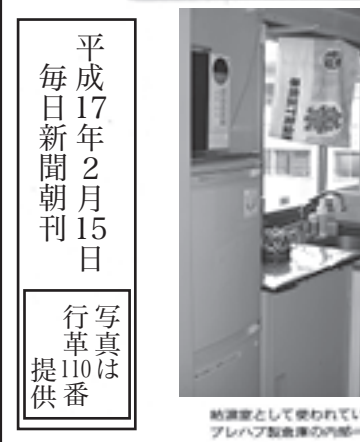 平成17年2月15日
毎日新聞朝刊
写真は
行革110番
提供
給湯室として使われてい
プレハブ製倉庫の内部＝